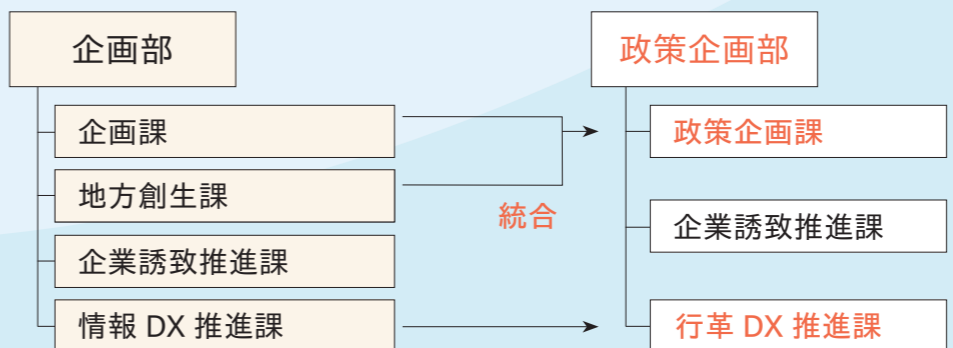 企画部
企画課
地方創生課
企業誘致推進課
情報 DX 推進課
統合
政策企画部
政策企画課
企業誘致推進課
行革 DX 推進課